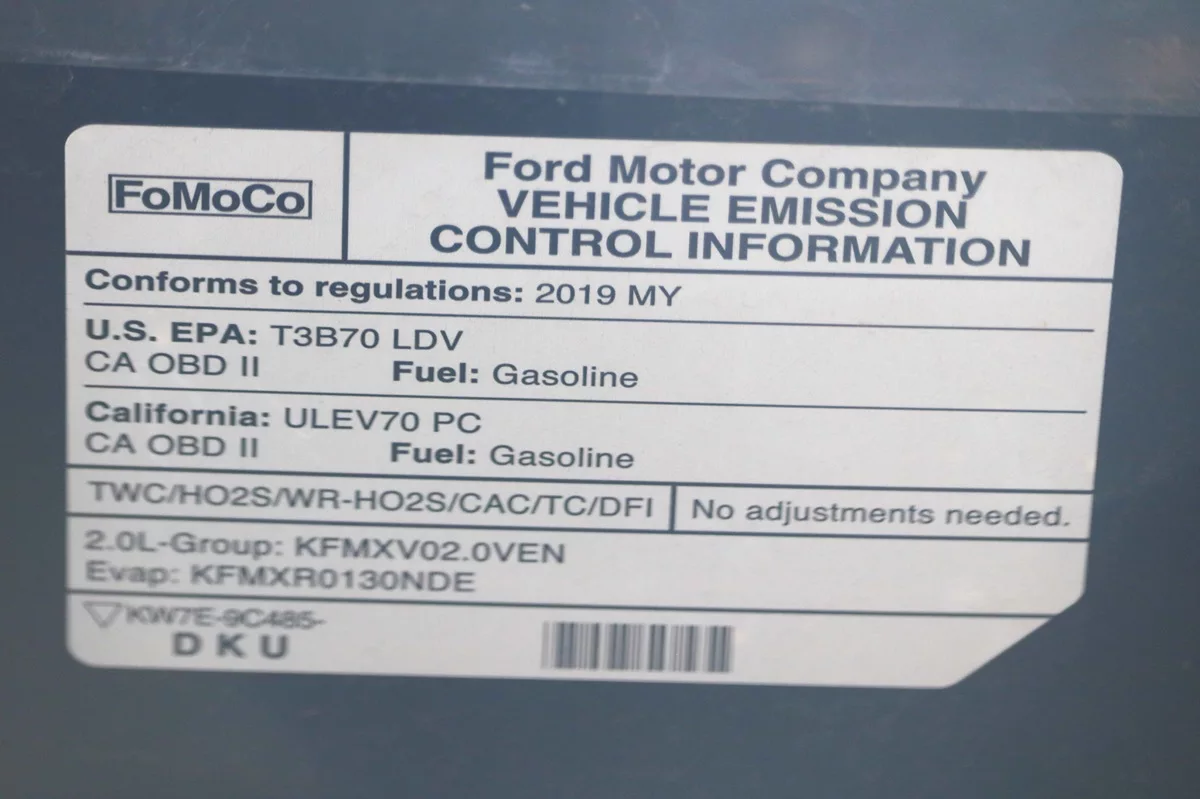 FoMoCo
Ford Motor Company
VEHICLE EMISSION
CONTROL INFORMATION
Conforms to regulations: 2019 MY
U.S. EPA: T3B70 LDV
CA OBD II Fuel: Gasoline
California: ULEV70 PC
CA OBD II Fuel: Gasoline
TWC/HO2S/WR-HO2S/CAC/TC/DFI No adjustments needed.
2.0L-Group: KFMXV02.0VEN
Evap: KFMXR0130NDE
KW7E-9C485-
DKU